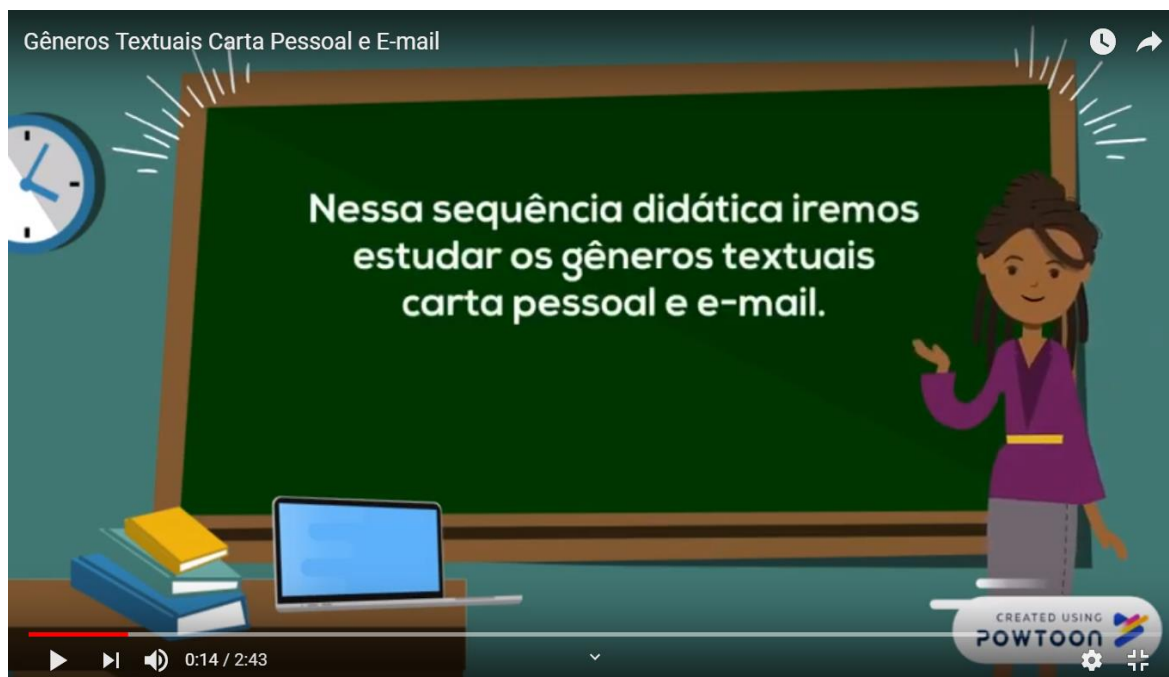 Gêneros Textuais Carta Pessoal e E-mail
Nessa sequência didática iremos
estudar os gêneros textuais
carta pessoal e e-mail.
CREATED USING
POWTOON
0:14 / 2:43